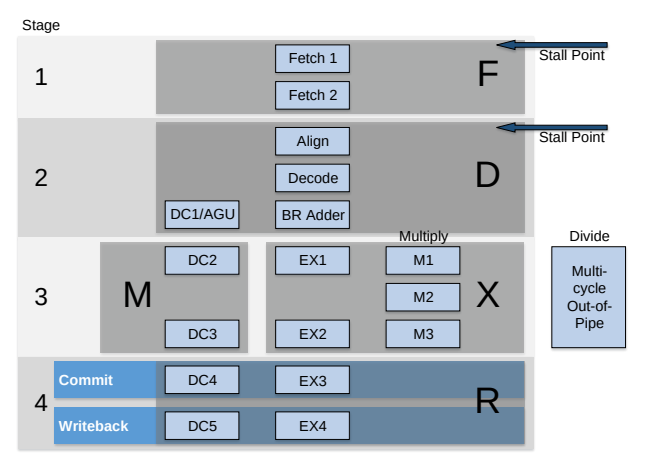 Stage
1
Fetch 1
Fetch 2
F
Stall Point
2
Align
Decode
DC1/AGU
BR Adder
D
Stall Point
Multiply
Divide
3
M
DC2
EX1
M1
M2
X
DC3
EX2
M3
Multi-
cycle
Out-of-
Pipe
4
Commit
DC4
EX3
R
Writeback
DC5
EX4